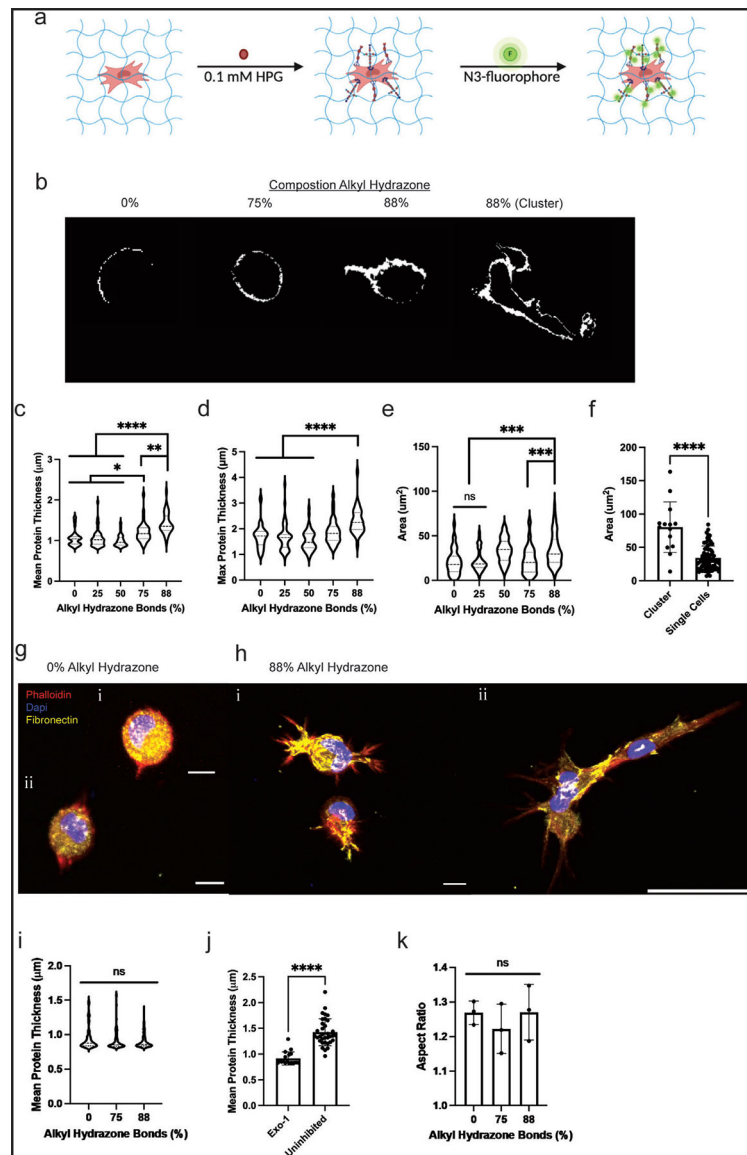 a
F
0.1 mM HPG
N3-fluorophore
b
Compostion Alkyl Hydrazone
0%
75%
88%
88% (Cluster)
c
d
e
f
****
**
*
Mean Protein Thickness (μm)
3
2
1
0
0 25 50 75 88
Alkyl Hydrazone Bonds (%)
****
Max Protein Thickness (μm)
5
4
3
2
1
0
0 25 50 75 88
Alkyl Hydrazone Bonds (%)
***
***
ns
Area (um²)
150
100
50
0
0 25 50 75 88
Alkyl Hydrazone Bonds (%)
****
Area (um²)
200
150
100
50
0
Cluster
Single Cells
g
0% Alkyl Hydrazone
h
88% Alkyl Hydrazone
Phalloidin
Dapi
Fibronectin
i
ii
i
ii
i
j
k
ns
Mean Protein Thickness (μm)
2.0
1.5
1.0
0.5
0.0
0 75 88
Alkyl Hydrazone Bonds (%)
****
Mean Protein Thickness (μm)
2.5
2.0
1.5
1.0
0.5
0.0
Exo-1
Uninhibited
ns
Aspect Ratio
1.4
1.3
1.2
1.1
1.0
0 75 88
Alkyl Hydrazone Bonds (%)